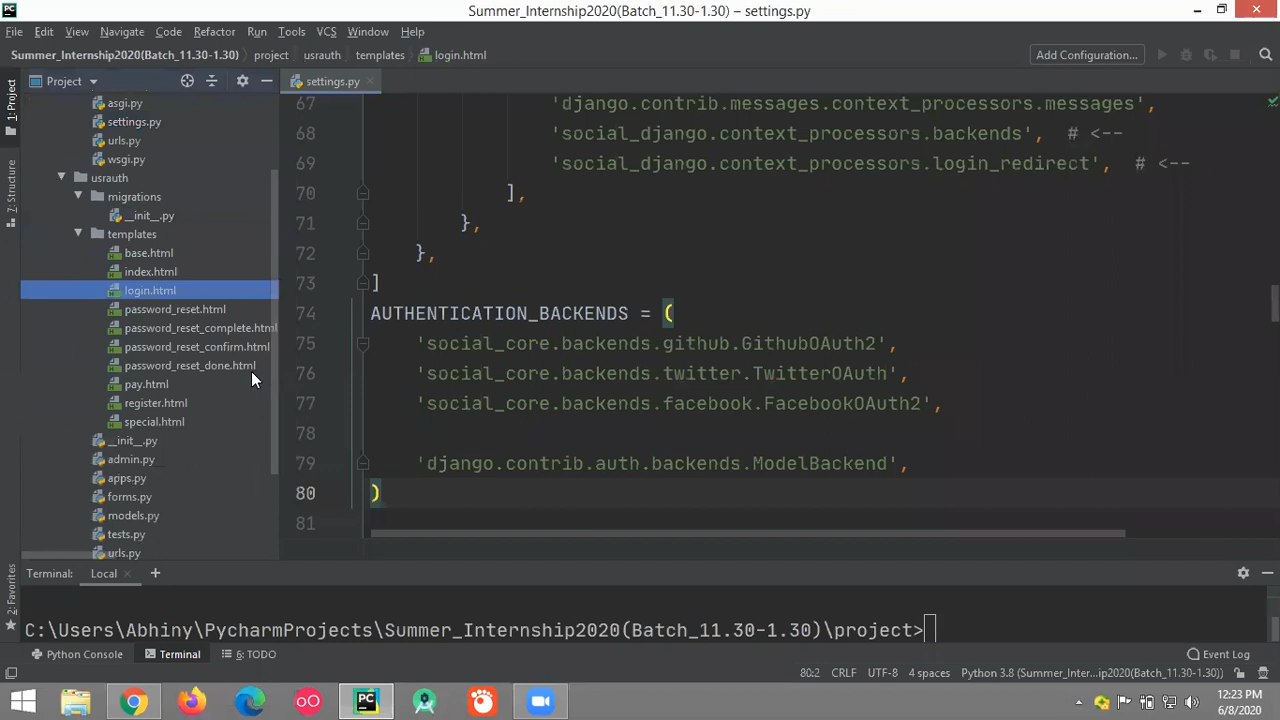 PC
Summer_Internship2020(Batch_11.30-1.30) – settings.py
File Edit View Navigate Code Refactor Run Tools VCS Window Help
Summer_Internship2020(Batch_11.30-1.30) project usrauth templates login.html Add Configuration...
1: Project
Project
settings.py
asgi.py
settings.py
urls.py
wsgi.py
usrauth
migrations
__init__.py
templates
base.html
index.html
login.html
password_reset.html
password_reset_complete.html
password_reset_confirm.html
password_reset_done.html
pay.html
register.html
special.html
__init__.py
admin.py
apps.py
forms.py
models.py
tests.py
urls.py
7: Structure
2: Favorites
67 'django.contrib.messages.context_processors.messages',
68 'social_django.context_processors.backends', # <--
69 'social_django.context_processors.login_redirect', # <--
70 ],
71 },
72 },
73 ]
74 AUTHENTICATION_BACKENDS = (
75 'social_core.backends.github.GithubOAuth2',
76 'social_core.backends.twitter.TwitterOAuth',
77 'social_core.backends.facebook.FacebookOAuth2',
78
79 'django.contrib.auth.backends.ModelBackend',
80 )
81
Terminal: Local
C:\Users\Abhiny\PycharmProjects\Summer_Internship2020(Batch_11.30-1.30)\project>
Python Console Terminal 6: TODO Event Log
80:2 CRLF UTF-8 4 spaces Python 3.8 (Summer_Inter...ip2020(Batch_11.30-1.30))
PC
12:23 PM
6/8/2020